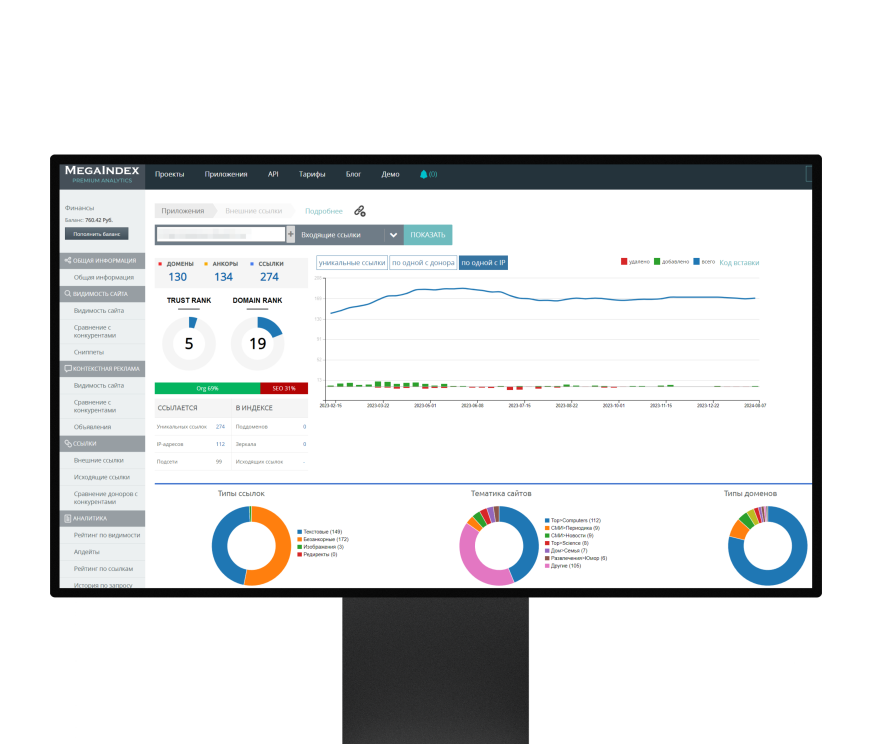 MEGAINDEX
PREMIUM ANALYTICS
Проекты Приложения API Тарифы Блог Демо (0)
Финансы
Баланс: 760.42 Руб.
Пополнить баланс
ОБЩАЯ ИНФОРМАЦИЯ
Общая информация
ВИДИМОСТЬ САЙТА
Видимость сайта
Сравнение с
конкурентами
Сниппеты
КОНТЕКСТНАЯ РЕКЛАМА
Видимость сайта
Сравнение с
конкурентами
Объявления
ССЫЛКИ
Внешние ссылки
Исходящие ссылки
Сравнение доноров с
конкурентами
АНАЛИТИКА
Рейтинг по видимости
Апдейты
Рейтинг по ссылкам
История по запросу
Приложения Внешние ссылки Подробнее
+ Входящие ссылки ПОКАЗАТЬ
ДОМЕНЫ АНКОРЫ ССЫЛКИ
130 134 274
TRUST RANK DOMAIN RANK
5 19
Org 69% SEO 31%
ССЫЛАЕТСЯ В ИНДЕКСЕ
Уникальных ссылок 274 Поддоменов 0
IP-адресов 112 Зеркала 0
Подсети 99 Исходящих ссылок -
уникальные ссылки по одной с донора по одной с IP
удалено добавлено всего Код вставки
2023-02-15 2023-03-22 2023-06-01 2023-06-08 2023-07-15 2023-08-22 2023-10-01 2023-11-15 2023-12-22 2024-08-07
Типы ссылок
Текстовые (149)
Безанкорные (172)
Изображения (3)
Редиректы (0)
Тематика сайтов
Top>Computers (112)
СМИ>Периодика (9)
СМИ>Новости (9)
Top>Science (8)
Дом>Семья (7)
Развлечения>Юмор (6)
Другие (105)
Типы доменов